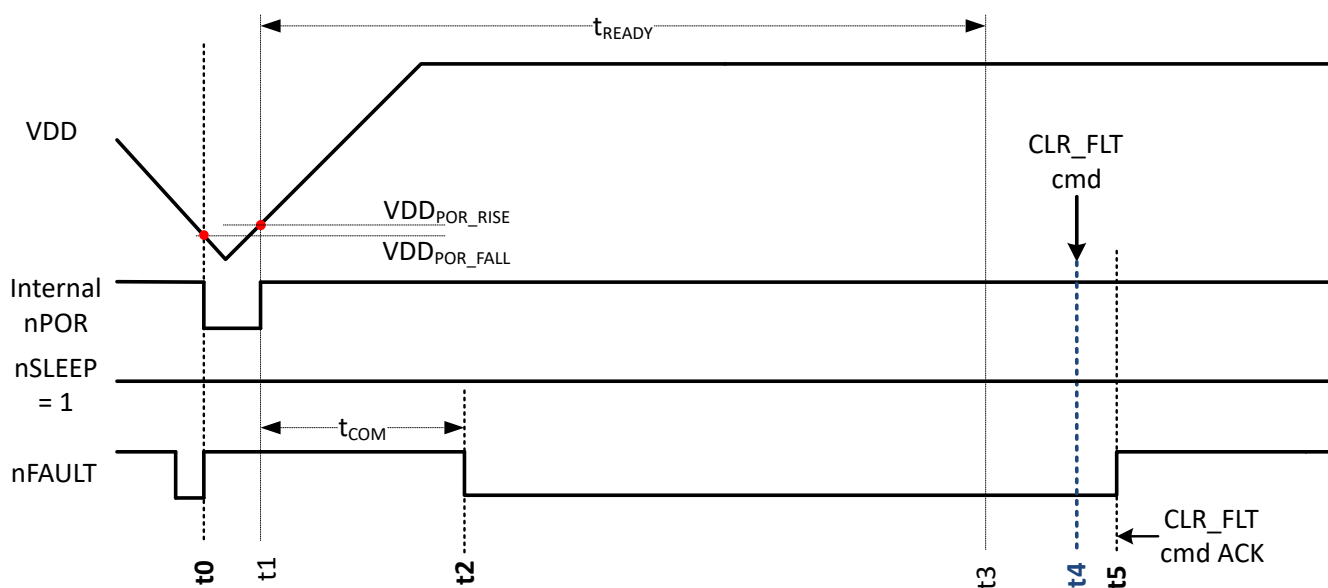 tREADY
VDD
CLR_FLT
cmd
VDDPOR_RISE
VDDPOR_FALL
Internal
nPOR
nSLEEP
= 1
tCOM
nFAULT
CLR_FLT
cmd ACK
t0
t1
t2
t3
t4
t5